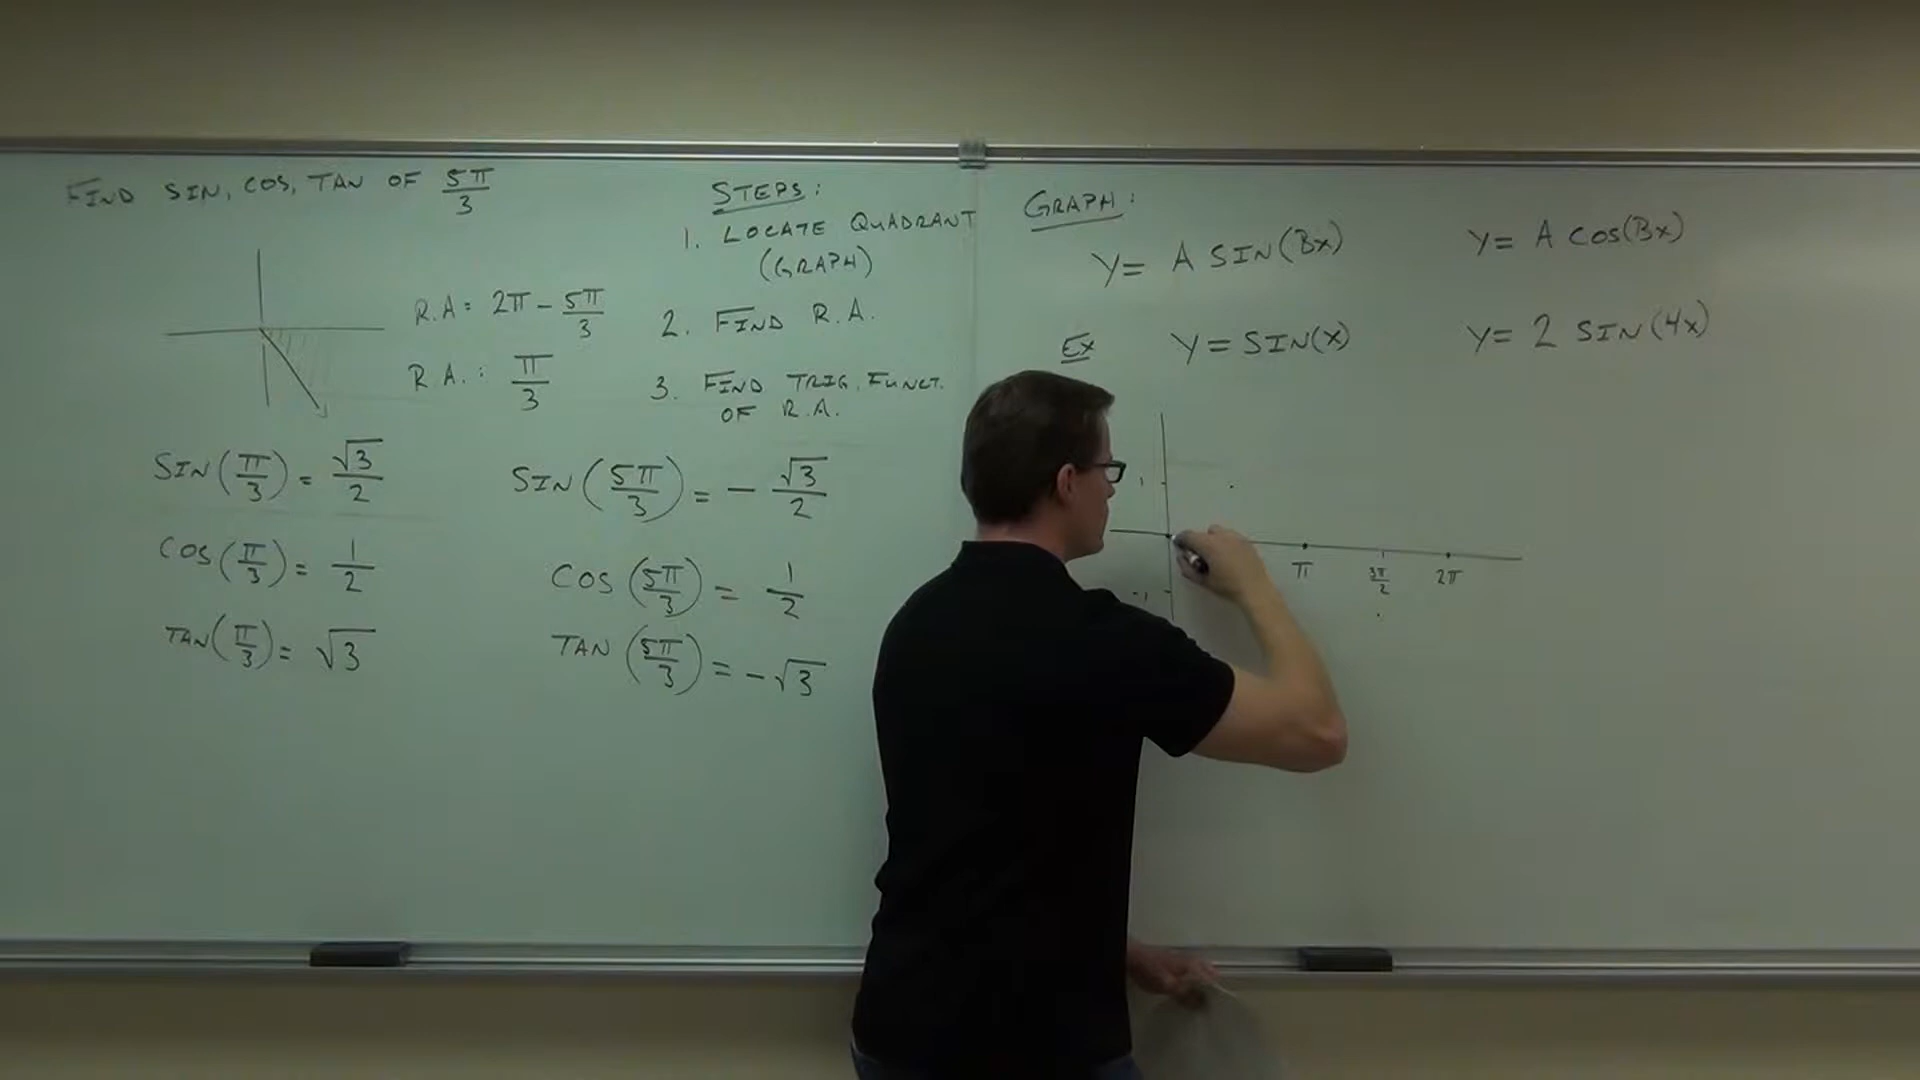 FIND SIN, COS, TAN OF 5π/3
R.A = 2π - 5π/3
R.A. : π/3
SIN(π/3) = √3/2
COS(π/3) = 1/2
TAN(π/3) = √3
SIN(5π/3) = - √3/2
COS(5π/3) = 1/2
TAN(5π/3) = -√3
STEPS:
1. LOCATE QUADRANT
(GRAPH)
2. FIND R.A.
3. FIND TRIG. FUNCT.
OF R.A.
GRAPH:
Y= A SIN(Bx)
Y= A COS(Bx)
Ex Y = SIN(X)
Y= 2 SIN(4x)
1
-1
π 3π/2 2π